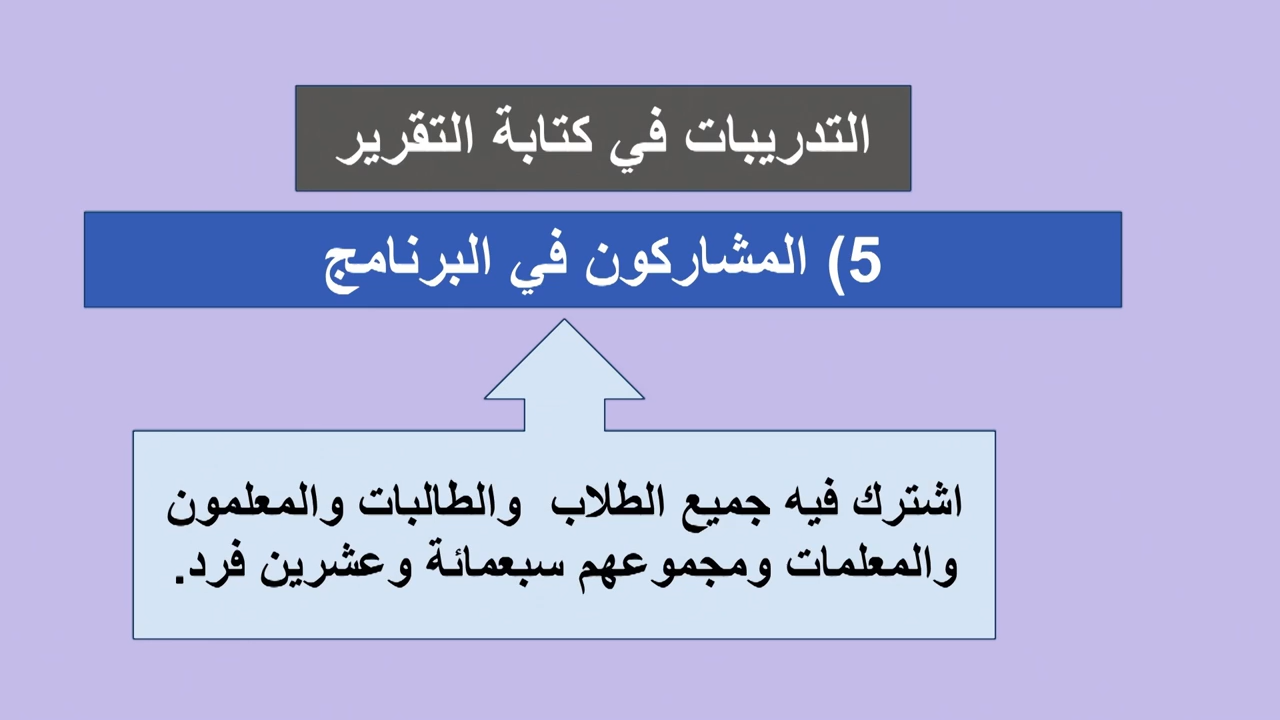 التدريبات في كتابة التقرير
5) المشاركون في البرنامج
اشترك فيه جميع الطلاب والطالبات والمعلمون
والمعلمات ومجموعهم سبعمائة وعشرين فرد.